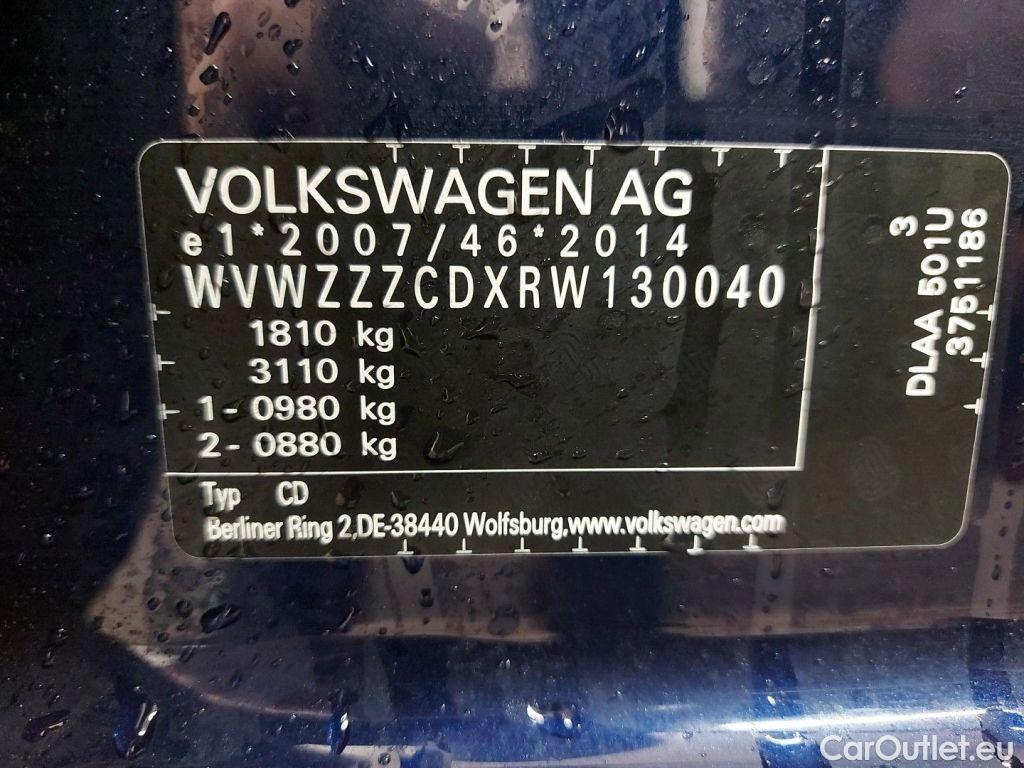 VOLKSWAGEN AG
e1*2007/46*2014
WVWZZZCDXRW130040
1810 kg
3110 kg
1-0980 kg
2-0880 kg
Typ CD
Berliner Ring 2,DE-38440 Wolfsburg,www.volkswagen.com
3
DLAA 501U
3751186
CarOutlet.eu